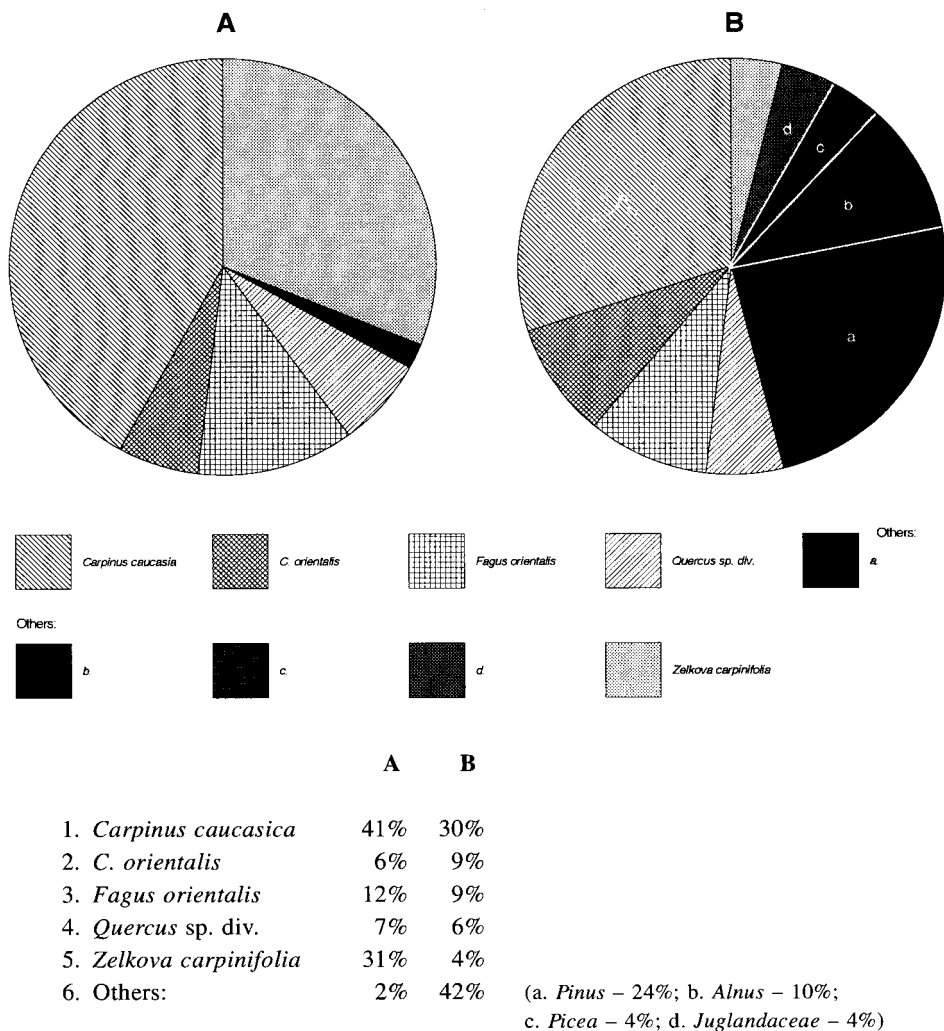 A B
d
c
b
a
Carpinus caucasia C. orientalis Fagus orientalis Quercus sp. div. Others: a.
Others:
b. c. d. Zelkova carpinifolia
A B
1. Carpinus caucasica 41% 30%
2. C. orientalis 6% 9%
3. Fagus orientalis 12% 9%
4. Quercus sp. div. 7% 6%
5. Zelkova carpinifolia 31% 4%
6. Others: 2% 42% (a. Pinus – 24%; b. Alnus – 10%;
c. Picea – 4%; d. Juglandaceae – 4%)